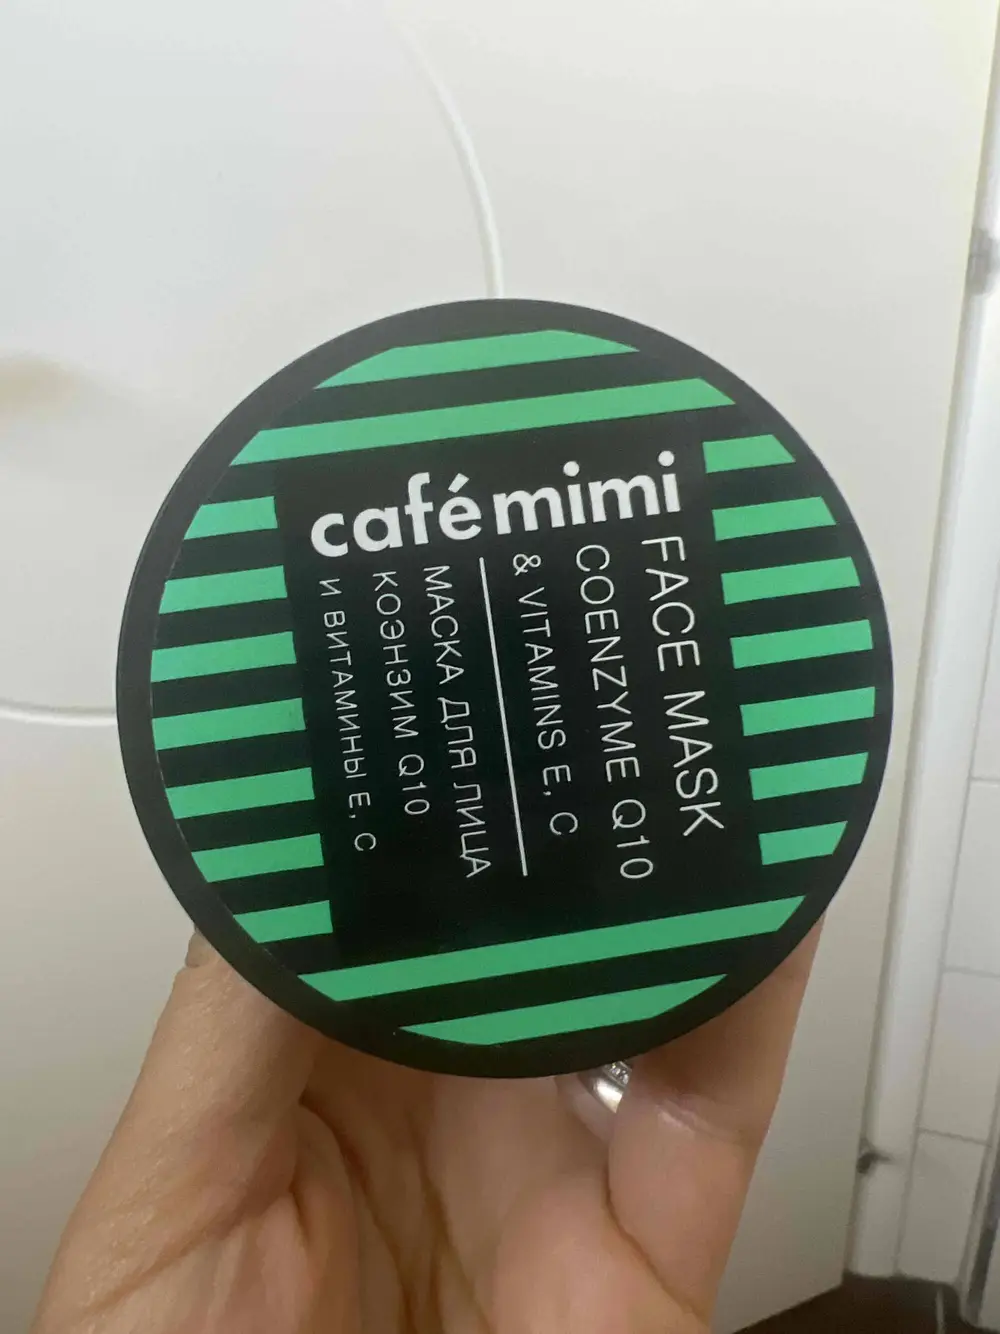 café mimi
FACE MASK
COENZYME Q10
& VITAMINS E, C
МАСКА ДЛЯ ЛИЦА
КОЭНЗИМ Q10
И ВИТАМИНЫ Е, С